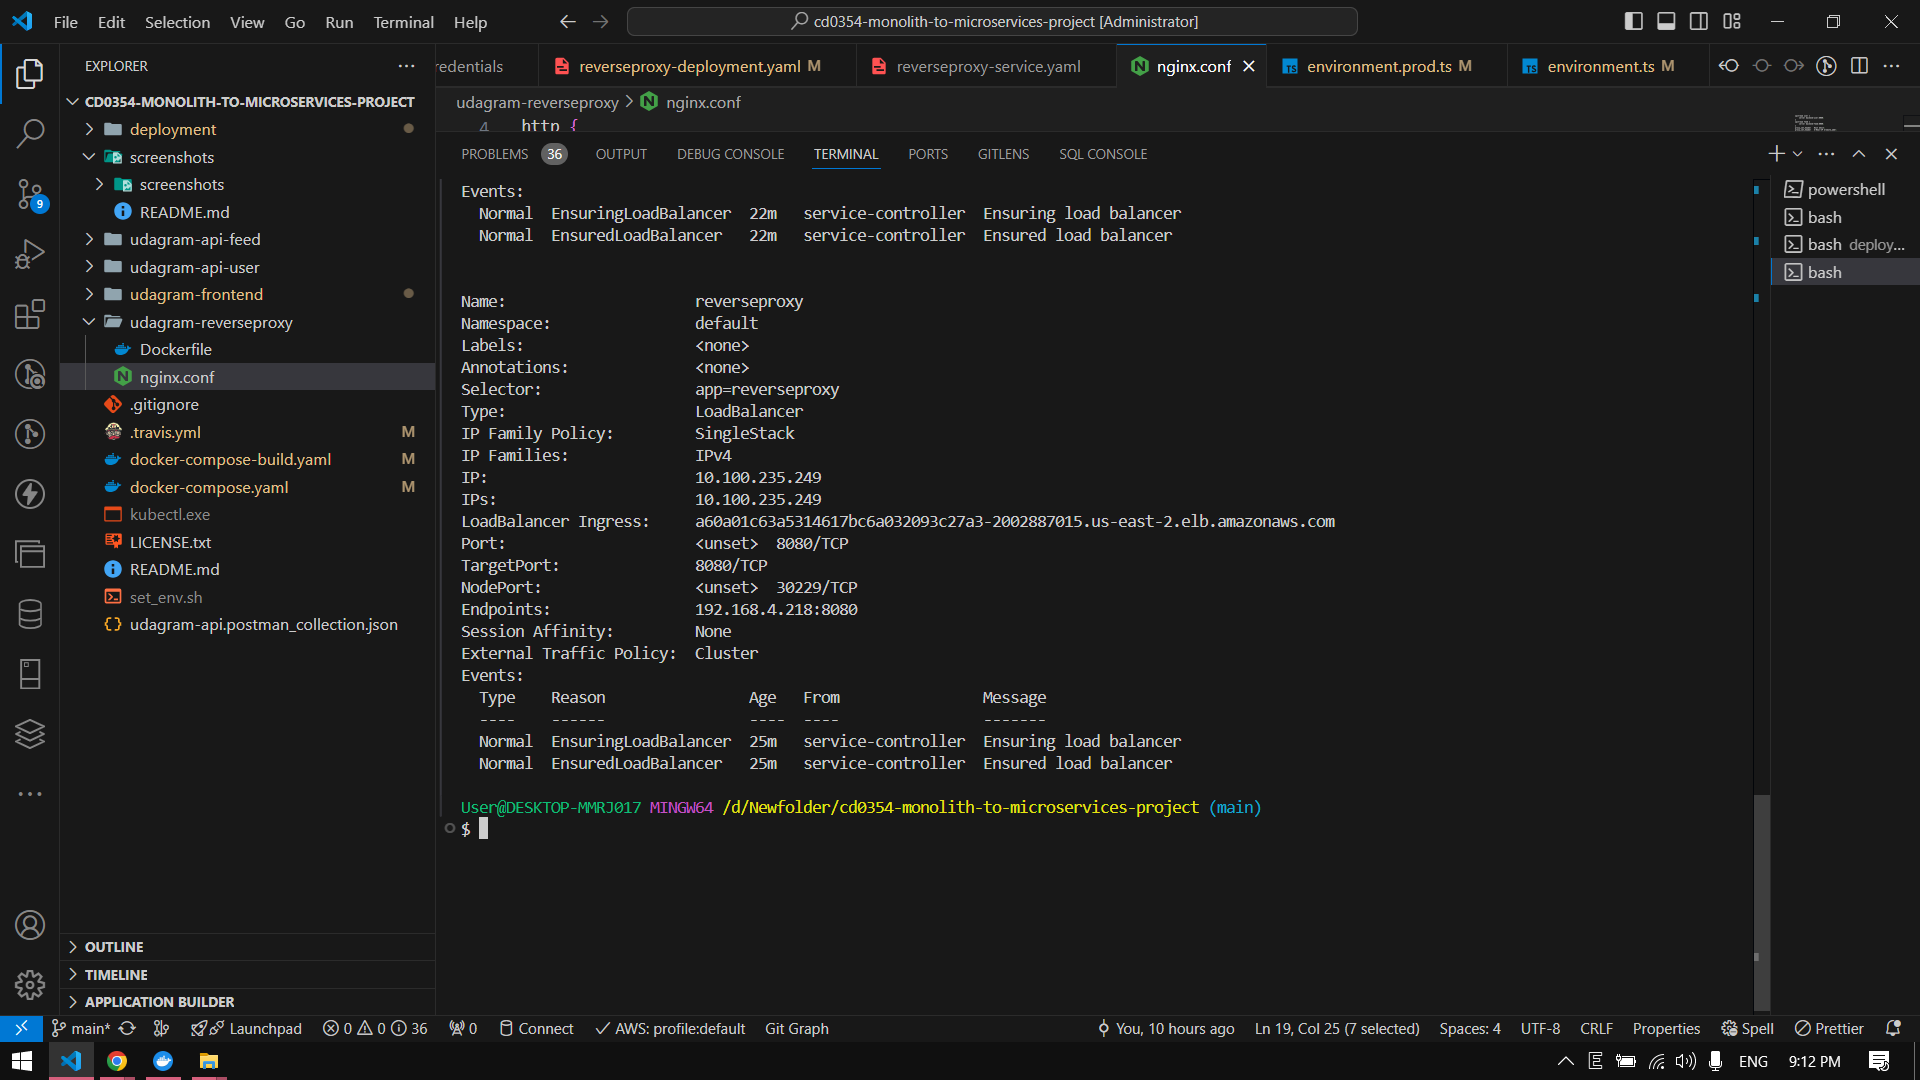 File Edit Selection View Go Run Terminal Help
cd0354-monolith-to-microservices-project [Administrator]
EXPLORER
redentials
reverseproxy-deployment.yaml M
reverseproxy-service.yaml
nginx.conf
environment.prod.ts M
environment.ts M
CD0354-MONOLITH-TO-MICROSERVICES-PROJECT
deployment
screenshots
screenshots
README.md
udagram-api-feed
udagram-api-user
udagram-frontend
udagram-reverseproxy
Dockerfile
nginx.conf
.gitignore
.travis.yml M
docker-compose-build.yaml M
docker-compose.yaml M
kubectl.exe
LICENSE.txt
README.md
set_env.sh
udagram-api.postman_collection.json
OUTLINE
TIMELINE
APPLICATION BUILDER
9
udagram-reverseproxy > nginx.conf
4 http {
PROBLEMS 36 OUTPUT DEBUG CONSOLE TERMINAL PORTS GITLENS SQL CONSOLE
Events:
Normal EnsuringLoadBalancer 22m service-controller Ensuring load balancer
Normal EnsuredLoadBalancer 22m service-controller Ensured load balancer
Name: reverseproxy
Namespace: default
Labels: <none>
Annotations: <none>
Selector: app=reverseproxy
Type: LoadBalancer
IP Family Policy: SingleStack
IP Families: IPv4
IP: 10.100.235.249
IPs: 10.100.235.249
LoadBalancer Ingress: a60a01c63a5314617bc6a032093c27a3-2002887015.us-east-2.elb.amazonaws.com
Port: <unset> 8080/TCP
TargetPort: 8080/TCP
NodePort: <unset> 30229/TCP
Endpoints: 192.168.4.218:8080
Session Affinity: None
External Traffic Policy: Cluster
Events:
Type Reason Age From Message
---- ------ ---- ---- -------
Normal EnsuringLoadBalancer 25m service-controller Ensuring load balancer
Normal EnsuredLoadBalancer 25m service-controller Ensured load balancer
User@DESKTOP-MMRJ017 MINGW64 /d/Newfolder/cd0354-monolith-to-microservices-project (main)
$
powershell
bash
bash deploy...
bash
main* Launchpad 0 0 36 0 Connect AWS: profile:default Git Graph
You, 10 hours ago Ln 19, Col 25 (7 selected) Spaces: 4 UTF-8 CRLF Properties Spell Prettier
ENG 9:12 PM